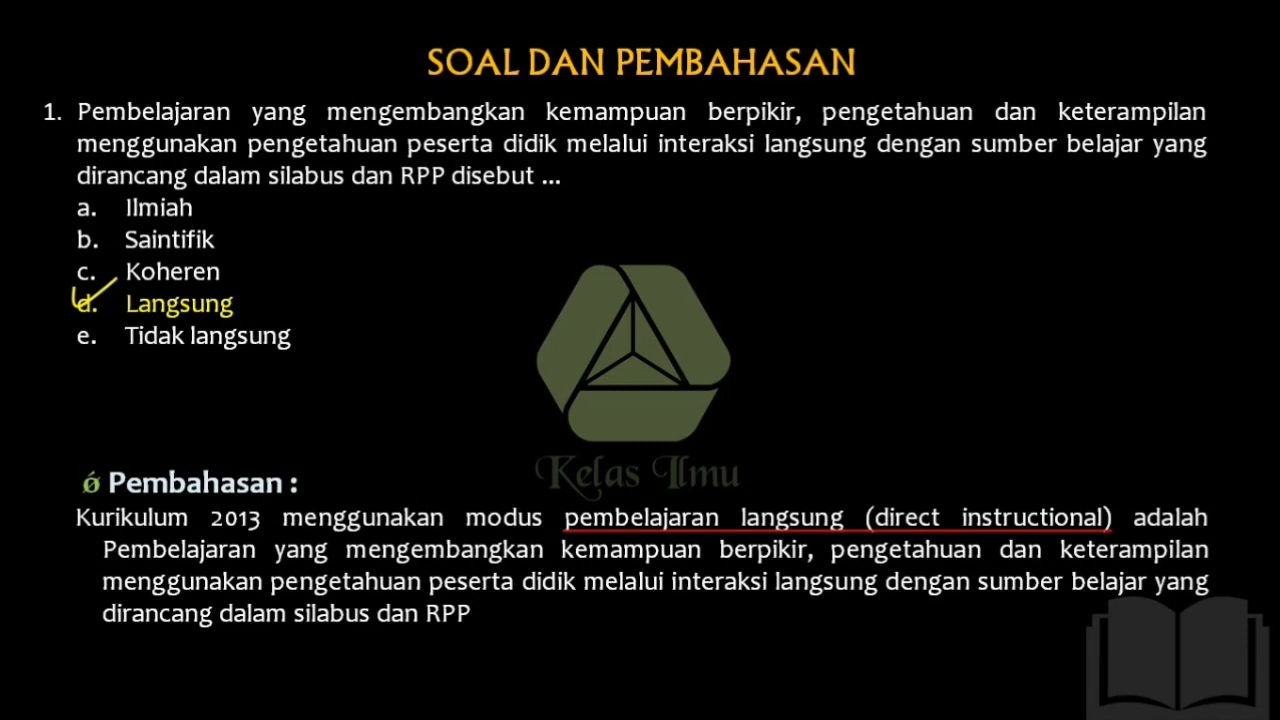 SOAL DAN PEMBAHASAN
1. Pembelajaran yang mengembangkan kemampuan berpikir, pengetahuan dan keterampilan
menggunakan pengetahuan peserta didik melalui interaksi langsung dengan sumber belajar yang
dirancang dalam silabus dan RPP disebut ...
a. Ilmiah
b. Saintifik
c. Koheren
d. Langsung
e. Tidak langsung
Kelas Ilmu
Pembahasan :
Kurikulum 2013 menggunakan modus pembelajaran langsung (direct instructional) adalah
Pembelajaran yang mengembangkan kemampuan berpikir, pengetahuan dan keterampilan
menggunakan pengetahuan peserta didik melalui interaksi langsung dengan sumber belajar yang
dirancang dalam silabus dan RPP